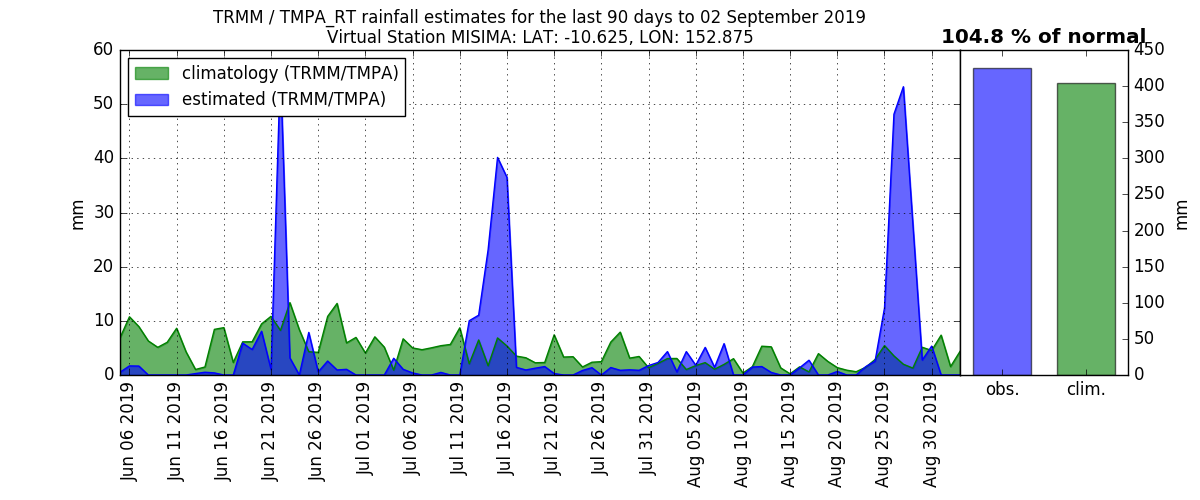 TRMM / TMPA_RT rainfall estimates for the last 90 days to 02 September 2019
Virtual Station MISIMA: LAT: -10.625, LON: 152.875
104.8 % of normal
climatology (TRMM/TMPA)
estimated (TRMM/TMPA)
60
50
40
30
20
10
0
mm
Jun 06 2019
Jun 11 2019
Jun 16 2019
Jun 21 2019
Jun 26 2019
Jul 01 2019
Jul 06 2019
Jul 11 2019
Jul 16 2019
Jul 21 2019
Jul 26 2019
Jul 31 2019
Aug 05 2019
Aug 10 2019
Aug 15 2019
Aug 20 2019
Aug 25 2019
Aug 30 2019
obs.
clim.
450
400
350
300
250
200
150
100
50
0
mm